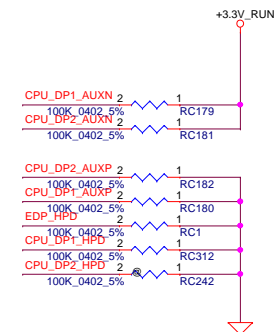 +3.3V_RUN
CPU_DP1_AUXN 2 1
100K_0402_5% RC179
CPU_DP2_AUXN 2 1
100K_0402_5% RC181
CPU_DP2_AUXP 2 1
100K_0402_5% RC182
CPU_DP1_AUXP 2 1
100K_0402_5% RC180
EDP_HPD 2 1
100K_0402_5% RC1
CPU_DP1_HPD 2 1
100K_0402_5% RC312
CPU_DP2_HPD 2 @ 1
100K_0402_5% RC242